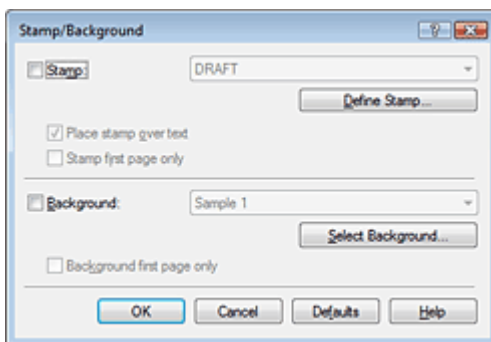 Stamp/Background
Stamp: DRAFT
Define Stamp...
Place stamp over text
Stamp first page only
Background: Sample 1
Select Background...
Background first page only
OK Cancel Defaults Help